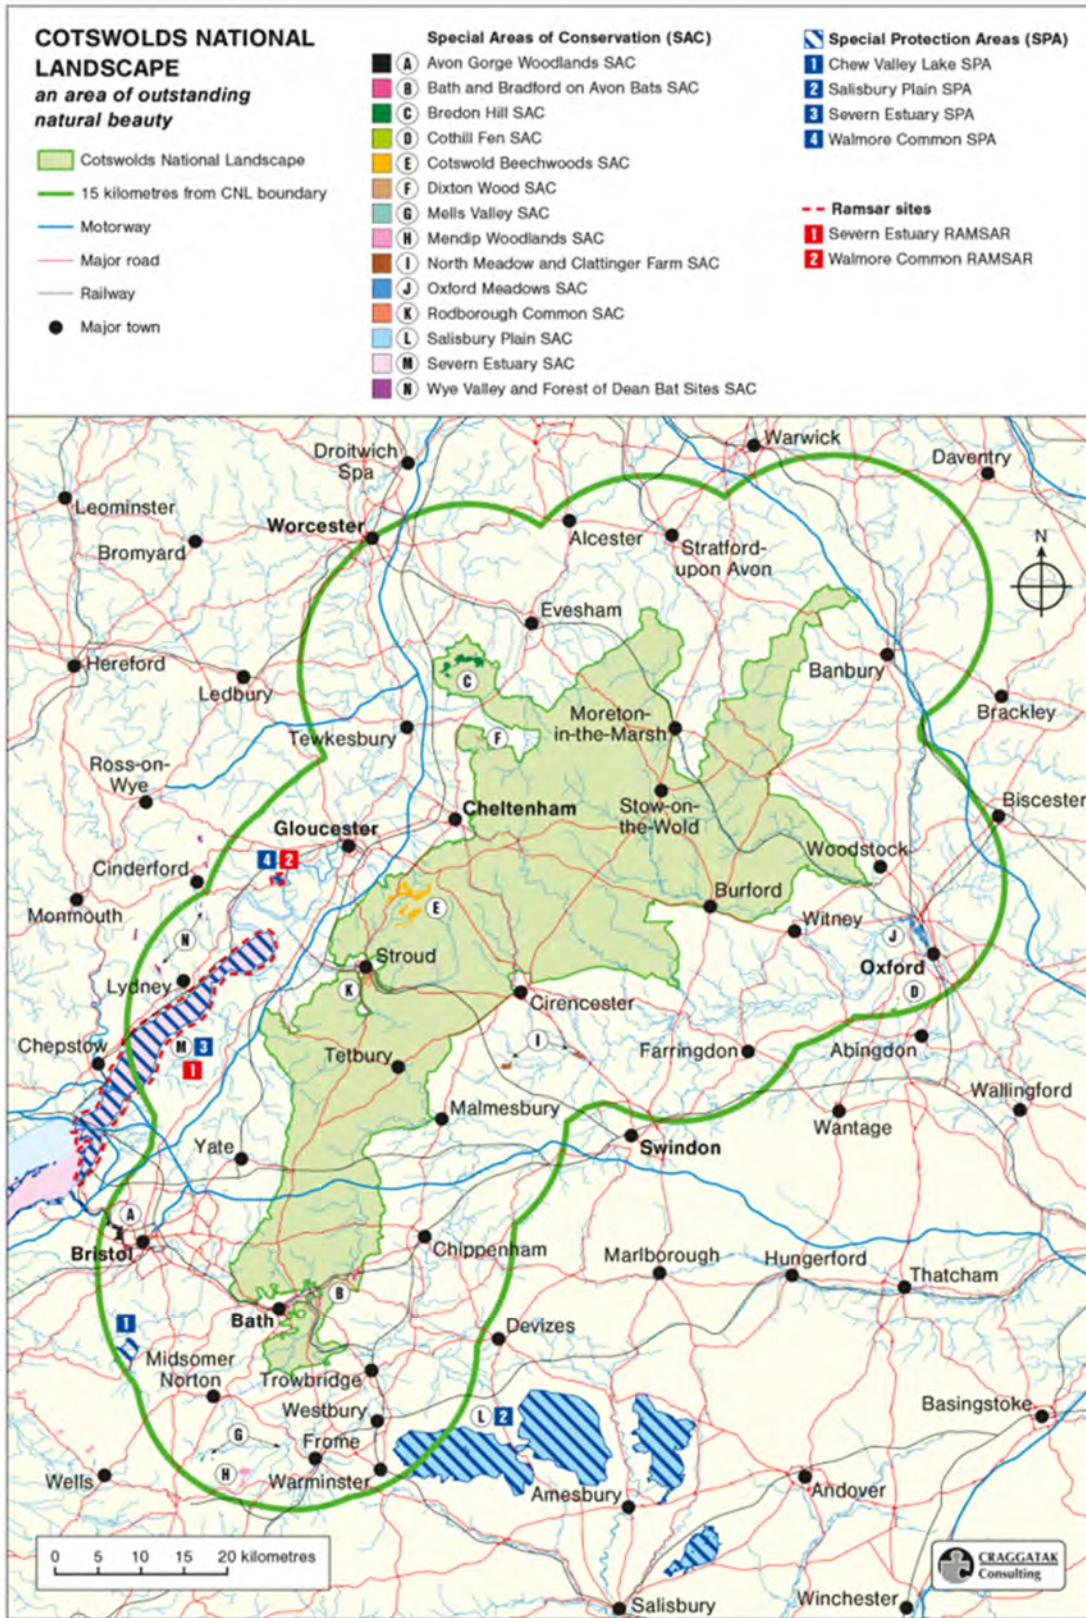 COTSWOLDS NATIONAL
LANDSCAPE
an area of outstanding
natural beauty
Cotswolds National Landscape
15 kilometres from CNL boundary
Motorway
Major road
Railway
Major town
Special Areas of Conservation (SAC)
A Avon Gorge Woodlands SAC
B Bath and Bradford on Avon Bats SAC
C Bredon Hill SAC
D Cothill Fen SAC
E Cotswold Beechwoods SAC
F Dixton Wood SAC
G Mells Valley SAC
H Mendip Woodlands SAC
I North Meadow and Clattinger Farm SAC
J Oxford Meadows SAC
K Rodborough Common SAC
L Salisbury Plain SAC
M Severn Estuary SAC
N Wye Valley and Forest of Dean Bat Sites SAC
Special Protection Areas (SPA)
1 Chew Valley Lake SPA
2 Salisbury Plain SPA
3 Severn Estuary SPA
4 Walmore Common SPA
Ramsar sites
1 Severn Estuary RAMSAR
2 Walmore Common RAMSAR
Warwick
Droitwich
Spa
Daventry
Leominster
Worcester
Alcester
Bromyard
Stratford-
upon Avon
N
Evesham
Hereford
Banbury
C
Ledbury
Brackley
Moreton-
in-the-Marsh
Tewkesbury
F
Ross-on-
Wye
Cheltenham
Stow-on-
the-Wold
Biscester
Gloucester
Woodstock
4 2
Cinderford
Burford
Monmouth
E
Witney
N
J
Stroud
Oxford
Lydney
K
D
Cirencester
Chepstow
M 3
I
Farringdon
Abingdon
1
Tetbury
Wallingford
Malmesbury
Wantage
Yate
Swindon
A
Bristol
Chippenham
Marlborough
Hungerford
Thatcham
B
Bath
1
Devizes
Midsomer
Norton
Trowbridge
Basingstoke
Westbury
L 2
G
Frome
H
Wells
Warminster
Andover
Amesbury
0 5 10 15 20 kilometres
CRAGGATAK
Consulting
Winchester
Salisbury